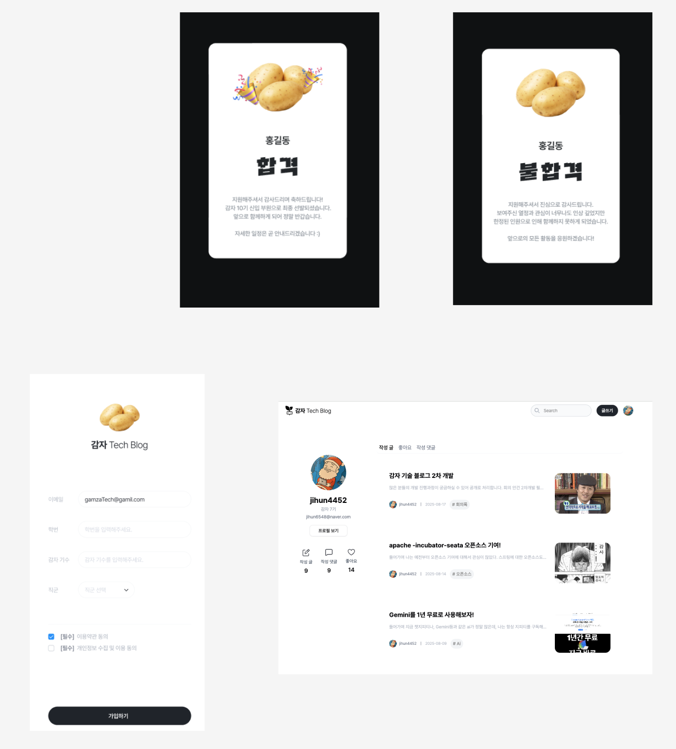 홍길동
합격
지원해주셔서 감사드리며 축하드립니다!
감자 10기 신입 부원으로 최종 선발되셨습니다.
앞으로 함께하게 되어 정말 반갑습니다.
자세한 일정은 곧 안내드리겠습니다 :)
홍길동
불합격
지원해주셔서 진심으로 감사드립니다.
보여주신 열정과 관심이 너무나도 인상 깊었지만
한정된 인원으로 인해 함께하지 못하게 되었습니다.
앞으로의 모든 활동을 응원하겠습니다!
감자 Tech Blog
이메일
gamzaTech@gamil.com
학번
학번을 입력해주세요.
감자 기수
감자 기수를 입력해주세요.
직군
직군 선택
[필수] 이용약관 동의
[필수] 개인정보 수집 및 이용 동의
가입하기
감자 Tech Blog
Search
글쓰기
작성 글 좋아요 작성 댓글
jihun4452
감자 7기
프로필 보기
작성 글 작성 댓글 좋아요
9 9 14
감자 기술 블로그 2차 개발
jihun4452
# 회의록
apache -incubator-seata 오픈소스 기여!
jihun4452
# 오픈소스
Gemini를 1년 무료로 사용해보자!
jihun4452
# AI
감사
1년간 무료